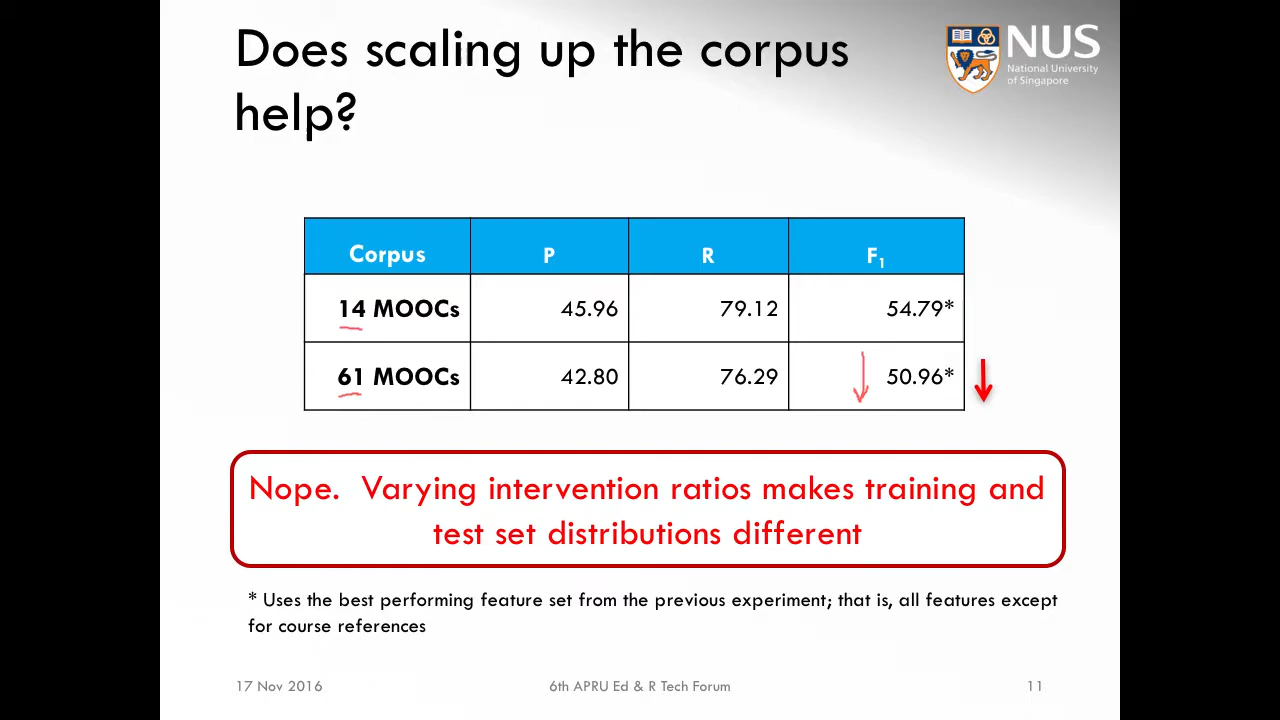 Does scaling up the corpus
help?
NUS
National University
of Singapore
Corpus P R F1
14 MOOCs 45.96 79.12 54.79*
61 MOOCs 42.80 76.29 50.96*
Nope. Varying intervention ratios makes training and
test set distributions different
* Uses the best performing feature set from the previous experiment; that is, all features except
for course references
17 Nov 2016 6th APRU Ed & R Tech Forum 11